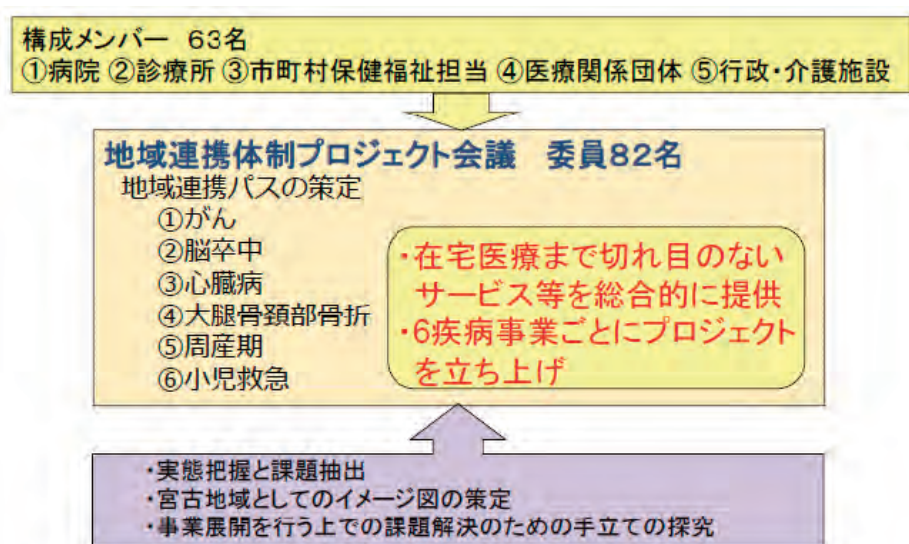 構成メンバー 63名
①病院 ②診療所 ③市町村保健福祉担当 ④医療関係団体 ⑤行政・介護施設
地域連携体制プロジェクト会議 委員82名
地域連携パスの策定
①がん
②脳卒中
③心臓病
④大腿骨頸部骨折
⑤周産期
⑥小児救急
・在宅医療まで切れ目のない
サービス等を総合的に提供
・6疾病事業ごとにプロジェクト
を立ち上げ
・実態把握と課題抽出
・宮古地域としてのイメージ図の策定
・事業展開を行う上での課題解決のための手立ての探究